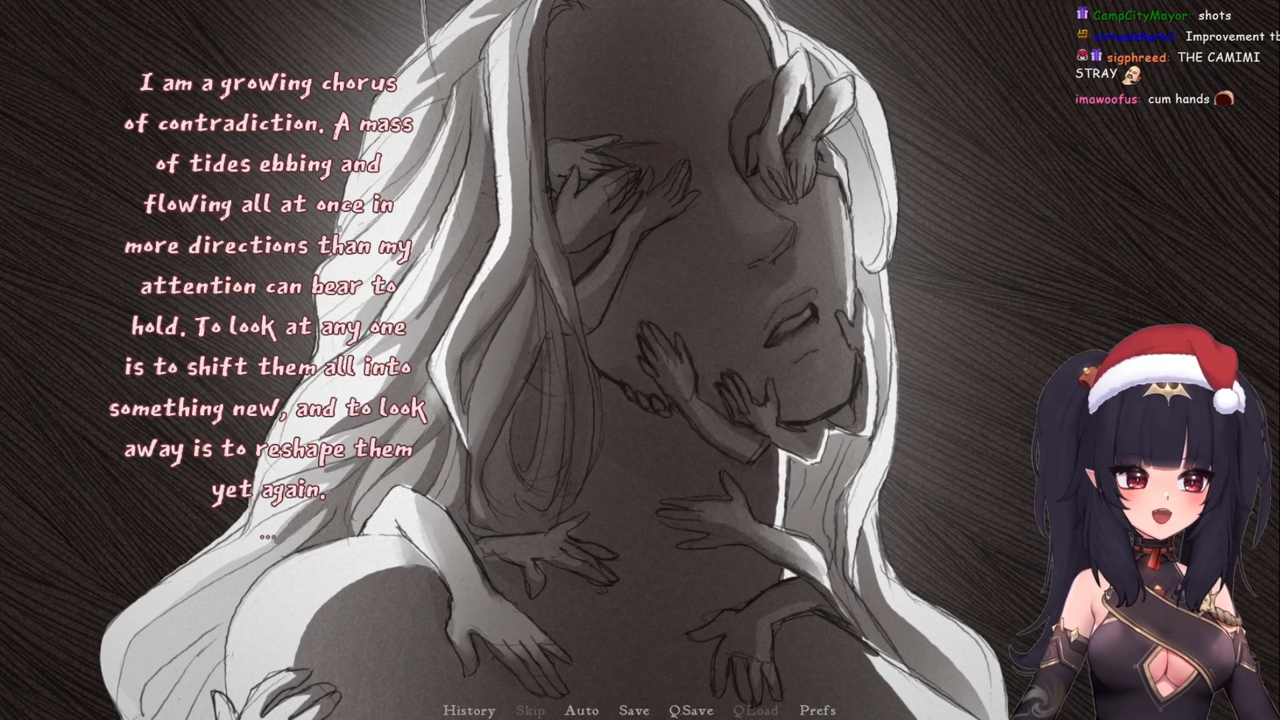 I am a growing chorus
of contradiction. A mass
of tides ebbing and
flowing all at once in
more directions than my
attention can bear to
hold. To look at any one
is to shift them all into
something new, and to look
away is to reshape them
yet again.
...
CampCityMayor: shots
virtualshark1: Improvement tb
sigphreed: THE CAMIMI
STRAY
imawoofus: cum hands
History Skip Auto Save Q.Save Q.Load Prefs